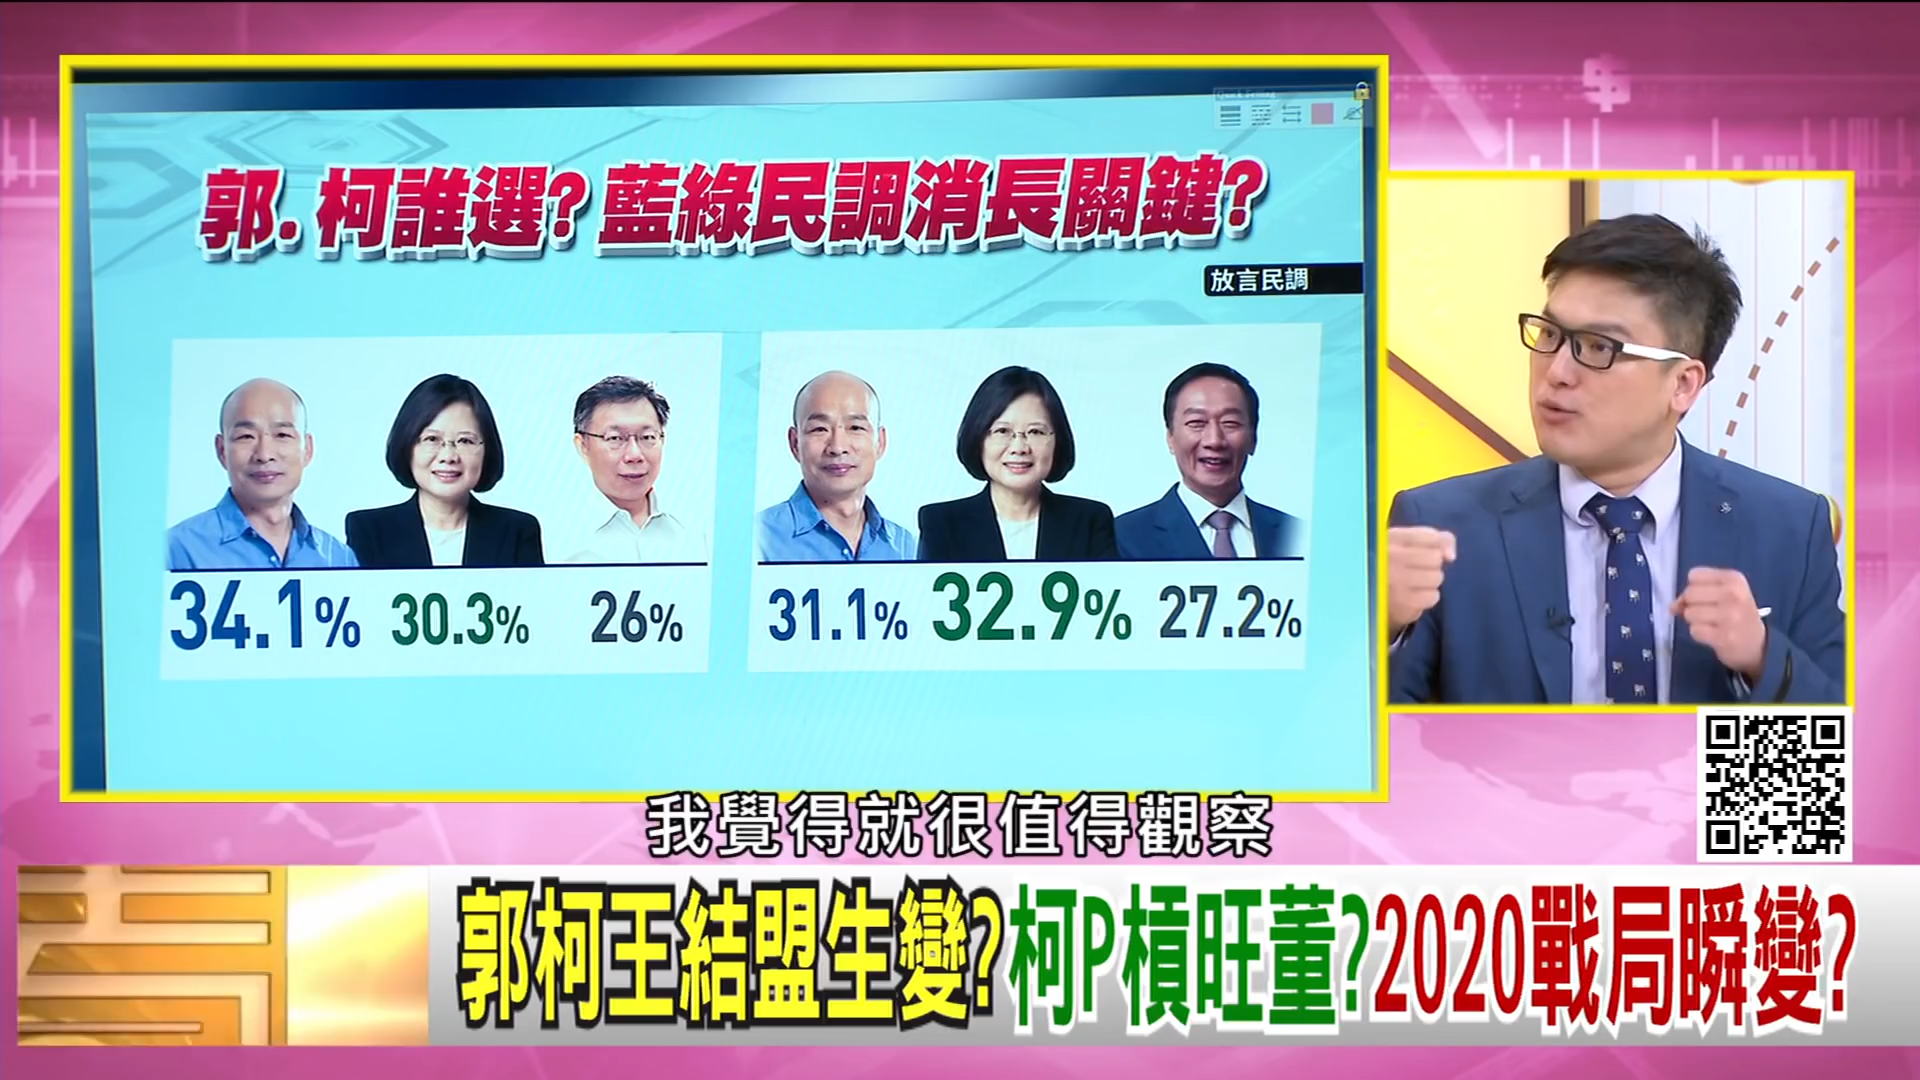 郭.柯誰選?藍綠民調消長關鍵?
放言民調
34.1% 30.3% 26%
31.1% 32.9% 27.2%
我覺得就很值得觀察
郭柯王結盟生變?柯P槓旺董?2020戰局瞬變?